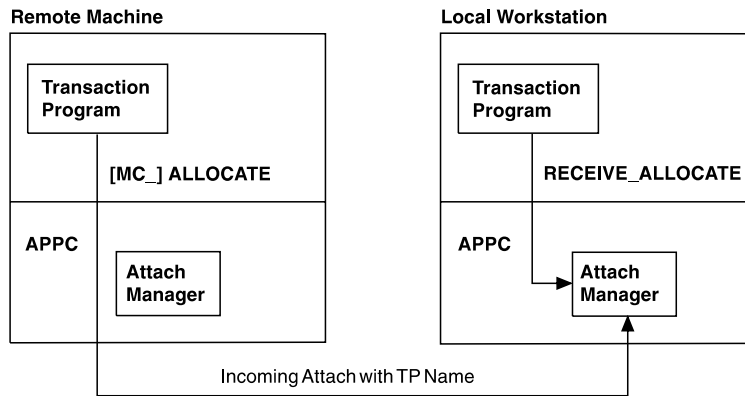 Remote Machine
Local Workstation
Transaction
Program
Transaction
Program
[MC_] ALLOCATE
RECEIVE_ALLOCATE
APPC
APPC
Attach
Manager
Attach
Manager
Incoming Attach with TP Name